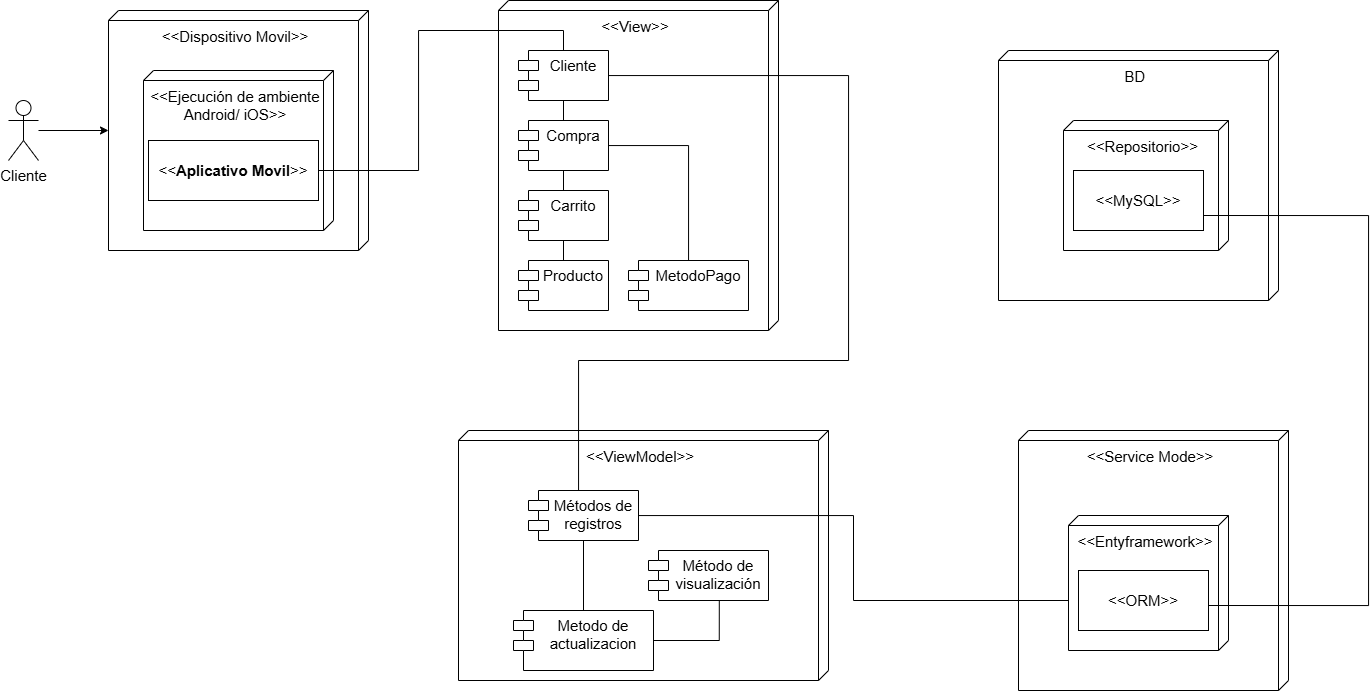 Cliente
<<Dispositivo Movil>>
<<Ejecución de ambiente
Android/ iOS>>
<<Aplicativo Movil>>
<<View>>
Cliente
Compra
Carrito
Producto
MetodoPago
BD
<<Repositorio>>
<<MySQL>>
<<ViewModel>>
Métodos de
registros
Método de
visualización
Metodo de
actualizacion
<<Service Mode>>
<<Entyframework>>
<<ORM>>